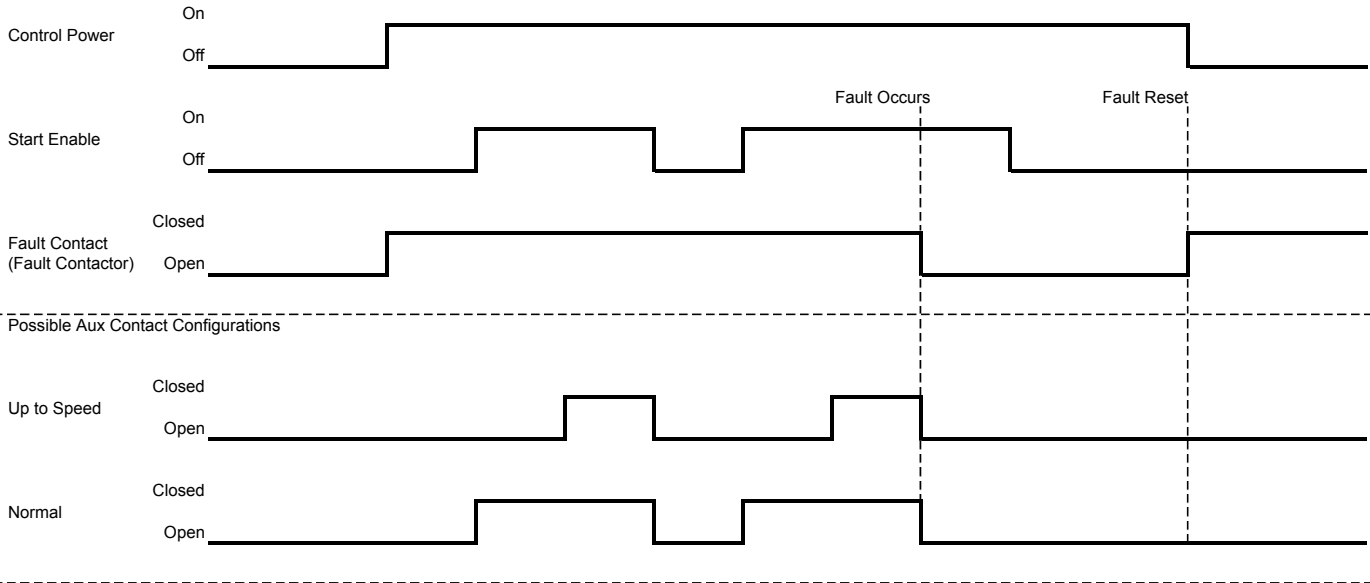 On
Control Power
Off
Fault Occurs
Fault Reset
On
Start Enable
Off
Closed
Fault Contact
(Fault Contactor)
Open
Possible Aux Contact Configurations
Closed
Up to Speed
Open
Closed
Normal
Open